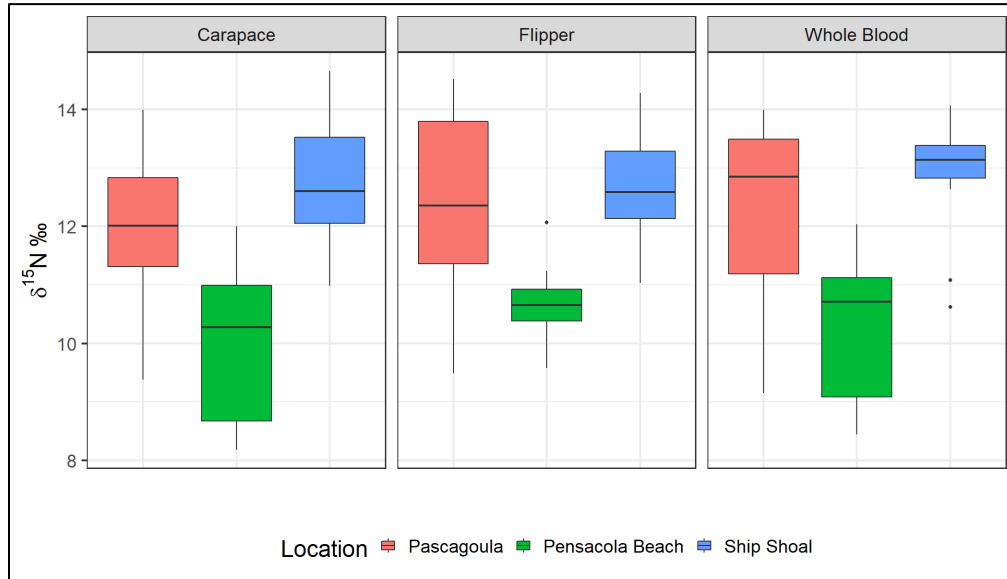 Carapace Flipper Whole Blood
14
12
10
8
δ¹⁵N ‰
Location Pascagoula Pensacola Beach Ship Shoal